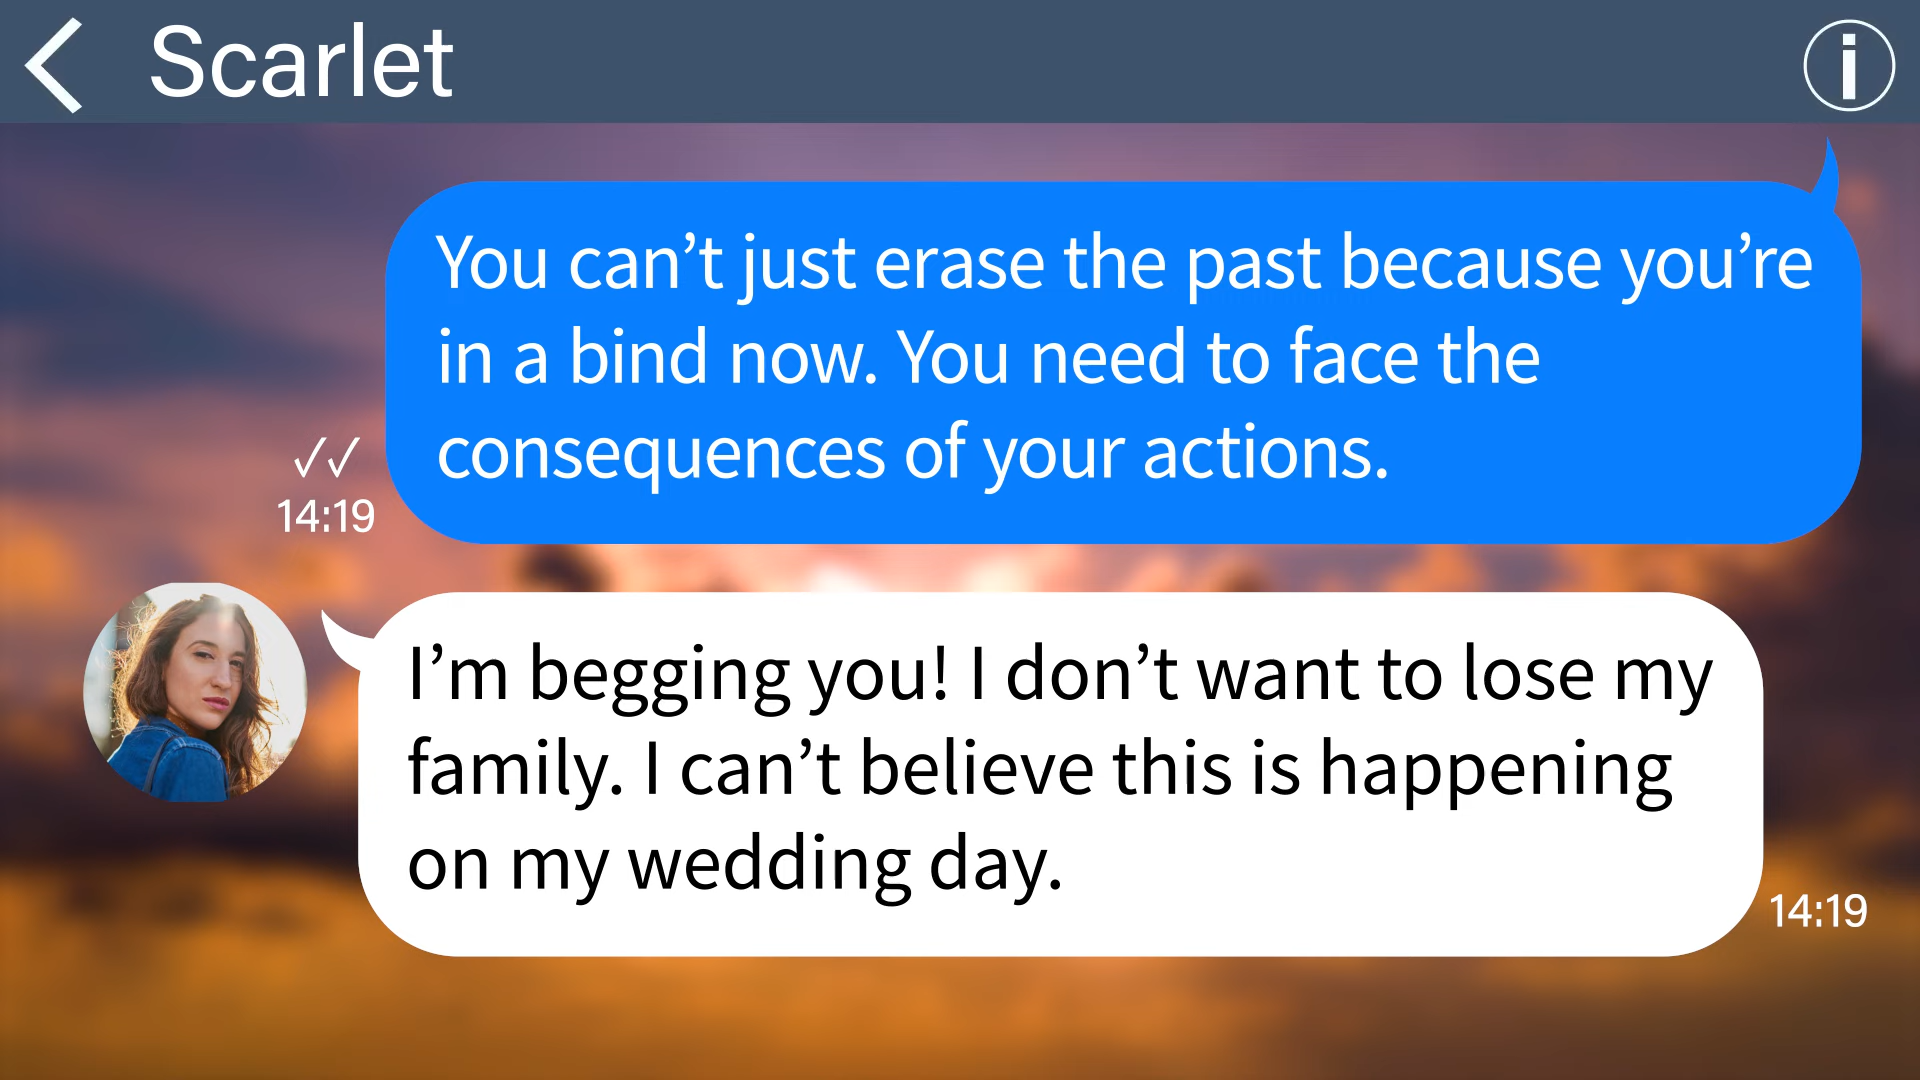 Scarlet
You can’t just erase the past because you’re
in a bind now. You need to face the
consequences of your actions.
✓✓
14:19
I’m begging you! I don’t want to lose my
family. I can’t believe this is happening
on my wedding day.
14:19